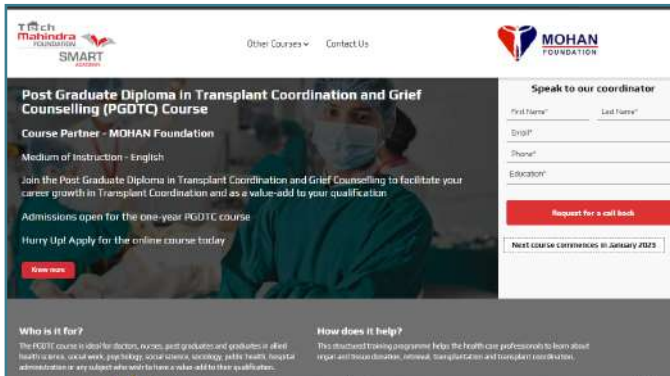 Tech
Mahindra
FOUNDATION
SMART
ACADEMY
Other Courses
Contact Us
MOHAN
FOUNDATION
Post Graduate Diploma in Transplant Coordination and Grief
Counselling (PGDTC) Course
Course Partner - MOHAN Foundation
Medium of Instruction - English
Join the Post Graduate Diploma in Transplant Coordination and Grief Counselling to facilitate your
career growth in Transplant Coordination and as a value-add to your qualification
Admissions open for the one-year PGDTC course
Hurry Up! Apply for the online course today
Know more
Speak to our coordinator
First Name* Last Name*
Email*
Phone*
Education*
Request for a call back
Next course commences in January 2023
Who is it for?
The PGDTC course is ideal for doctors, nurses, post graduates and graduates in allied
health science, social work, psychology, social science, sociology, public health, hospital
administration or any subject who wish to have a value-add to their qualification.
How does it help?
This structured training programme helps the health care professionals to learn about
organ and tissue donation, retrieval, transplantation and transplant coordination.